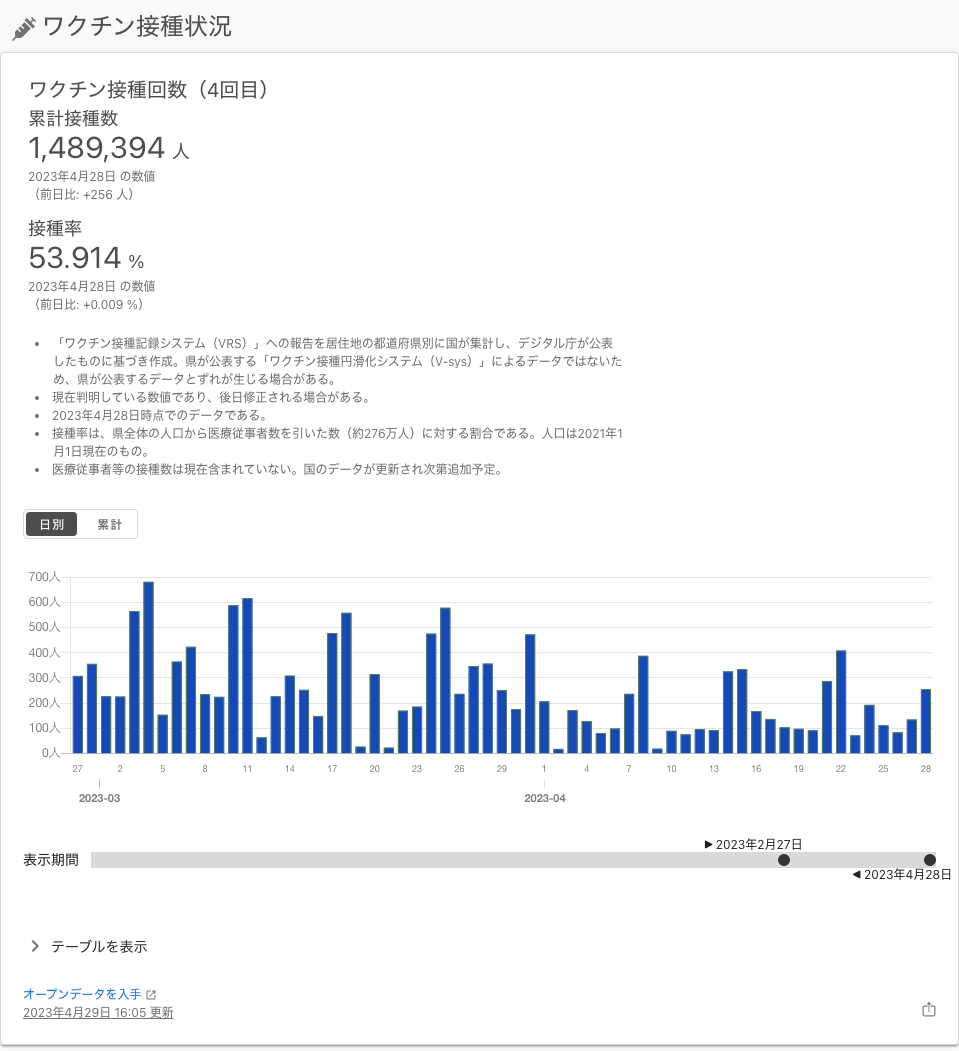 ワクチン接種状況
ワクチン接種回数（4回目）
累計接種数
1,489,394 人
2023年4月28日 の数値
（前日比: +256 人）
接種率
53.914 %
2023年4月28日 の数値
（前日比: +0.009 %）
• 「ワクチン接種記録システム（VRS）」への報告を居住地の都道府県別に国が集計し、デジタル庁が公表
したものに基づき作成。県が公表する「ワクチン接種円滑化システム（V-sys）」によるデータではないた
め、県が公表するデータとずれが生じる場合がある。
• 現在判明している数値であり、後日修正される場合がある。
• 2023年4月28日時点でのデータである。
• 接種率は、県全体の人口から医療従事者数を引いた数（約276万人）に対する割合である。人口は2021年1
月1日現在のもの。
• 医療従事者等の接種数は現在含まれていない。国のデータが更新され次第追加予定。
日別 累計
700人
600人
500人
400人
300人
200人
100人
0人
27 2 5 8 11 14 17 20 23 26 29 1 4 7 10 13 16 19 22 25 28
2023-03 2023-04
▶ 2023年2月27日
表示期間
◀ 2023年4月28日
テーブルを表示
オープンデータを入手
2023年4月29日 16:05 更新